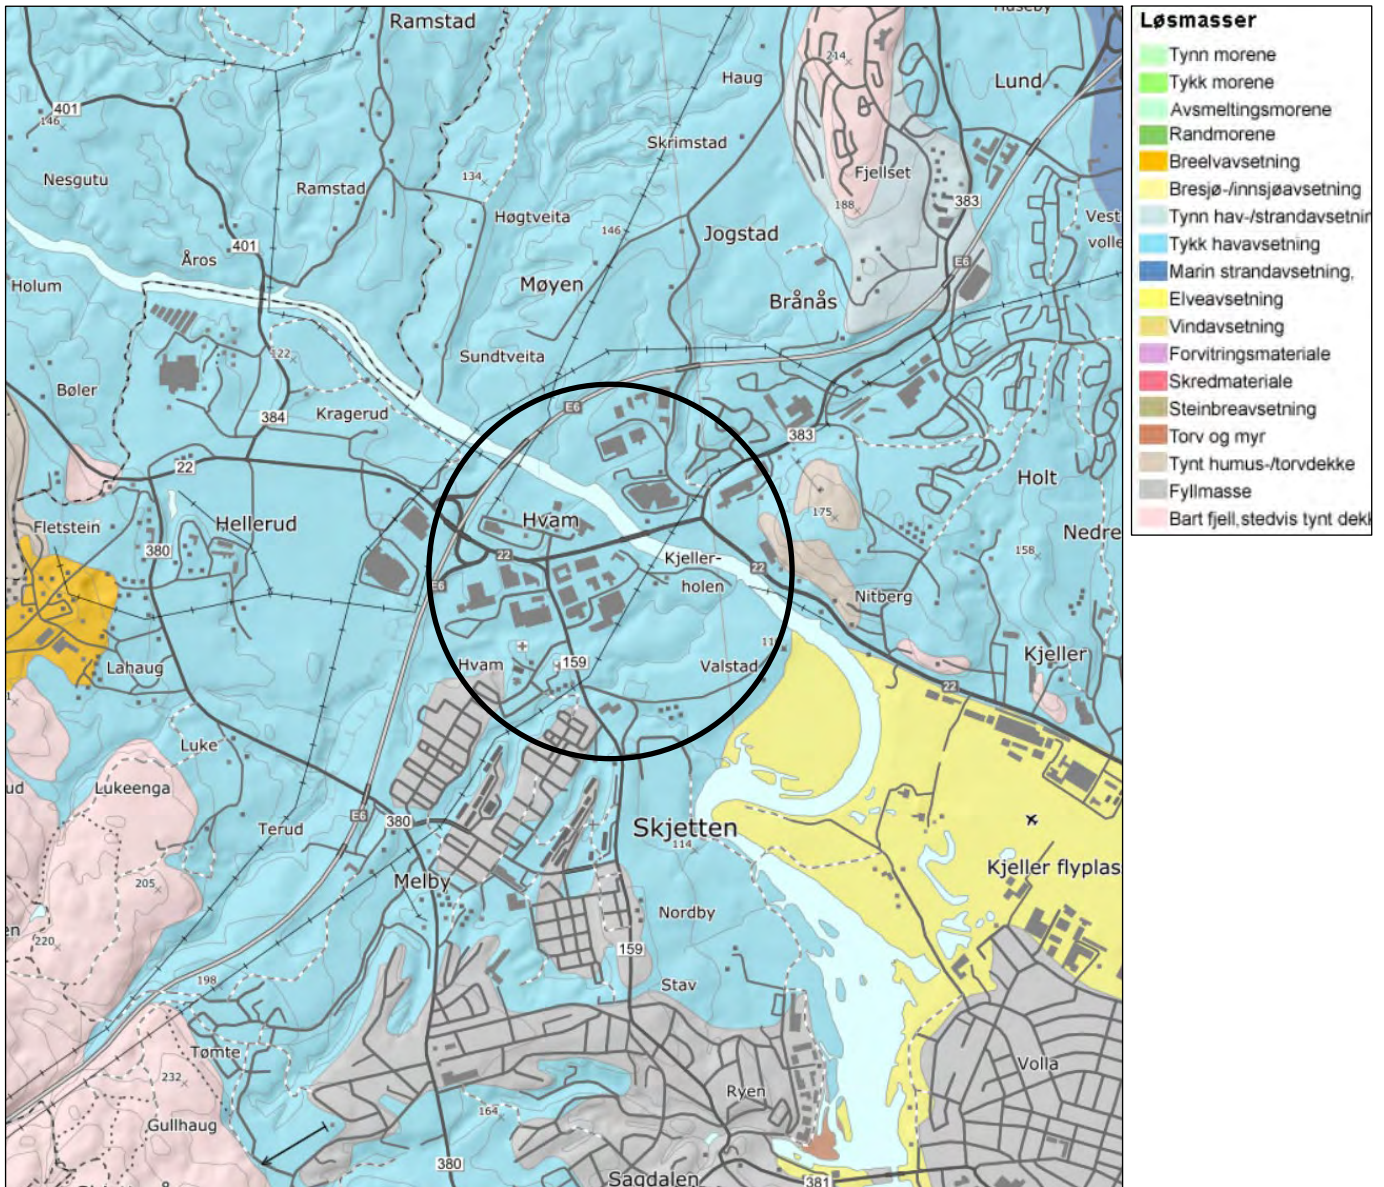 Ramstad
Huseby
Løsmasser
Tynn morene
Tykk morene
Avsmeltingsmorene
Randmorene
Breelvavsetning
Bresjø-/innsjøavsetning
Tynn hav-/strandavsetnin
Tykk havavsetning
Marin strandavsetning,
Elveavsetning
Vindavsetning
Forvitringsmateriale
Skredmateriale
Steinbreavsetning
Torv og myr
Tynt humus-/torvdekke
Fyllmasse
Bart fjell, stedvis tynt dekk
214
Haug
Lund
401
146
Skrimstad
Nesgutu
Ramstad
134
Fjellset
383
188
Høgtveita
146
Jogstad
Vest
volle
401
Åros
E6
Holum
Møyen
Brånås
122
Sundtveita
Bøler
384
Kragerud
E6
383
22
Holt
Fletstein
Hellerud
Hvam
175
Nedre
380
22
Kjeller-
holen
22
158
E6
Nitberg
11
Lahaug
Hvam
159
Valstad
Kjeller
22
1
Luke
ud
Lukeenga
Terud
E6
380
Skjetten
114
Kjeller flyplas
205
Melby
Nordby
en
220
159
198
Stav
Tømte
Volla
232
Ryen
164
Gullhaug
380
Sagdalen
381